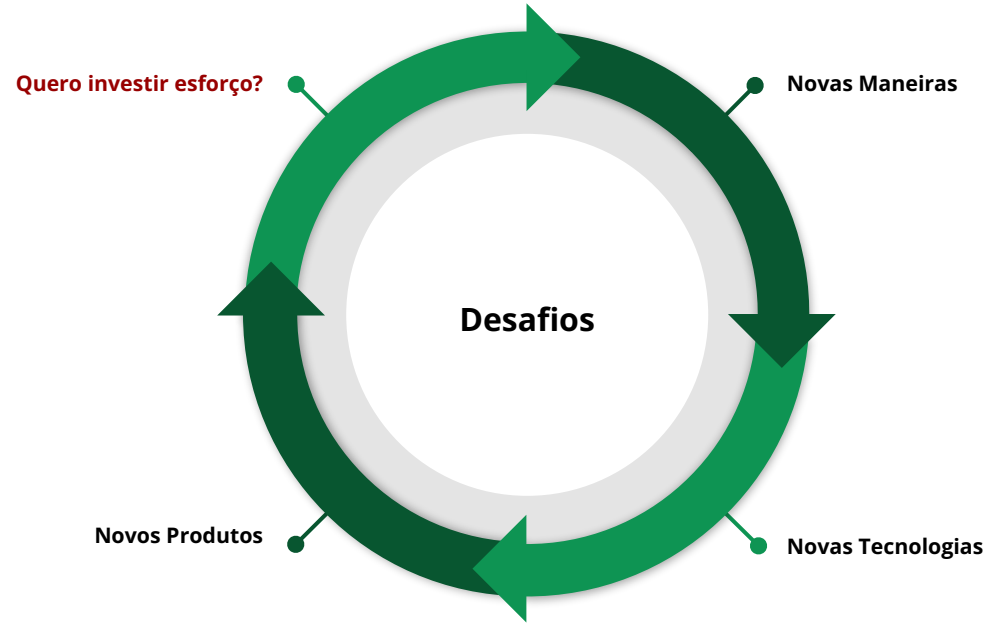 Quero investir esforço?
Novas Maneiras
Desafios
Novos Produtos
Novas Tecnologias